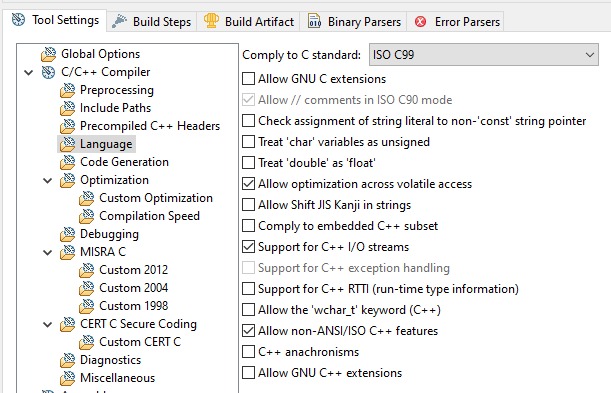 Tool Settings Build Steps Build Artifact Binary Parsers Error Parsers
Global Options
C/C++ Compiler
Preprocessing
Include Paths
Precompiled C++ Headers
Language
Code Generation
Optimization
Custom Optimization
Compilation Speed
Debugging
MISRA C
Custom 2012
Custom 2004
Custom 1998
CERT C Secure Coding
Custom CERT C
Diagnostics
Miscellaneous
Comply to C standard: ISO C99
Allow GNU C extensions
Allow // comments in ISO C90 mode
Check assignment of string literal to non-'const' string pointer
Treat 'char' variables as unsigned
Treat 'double' as 'float'
Allow optimization across volatile access
Allow Shift JIS Kanji in strings
Comply to embedded C++ subset
Support for C++ I/O streams
Support for C++ exception handling
Support for C++ RTTI (run-time type information)
Allow the 'wchar_t' keyword (C++)
Allow non-ANSI/ISO C++ features
C++ anachronisms
Allow GNU C++ extensions